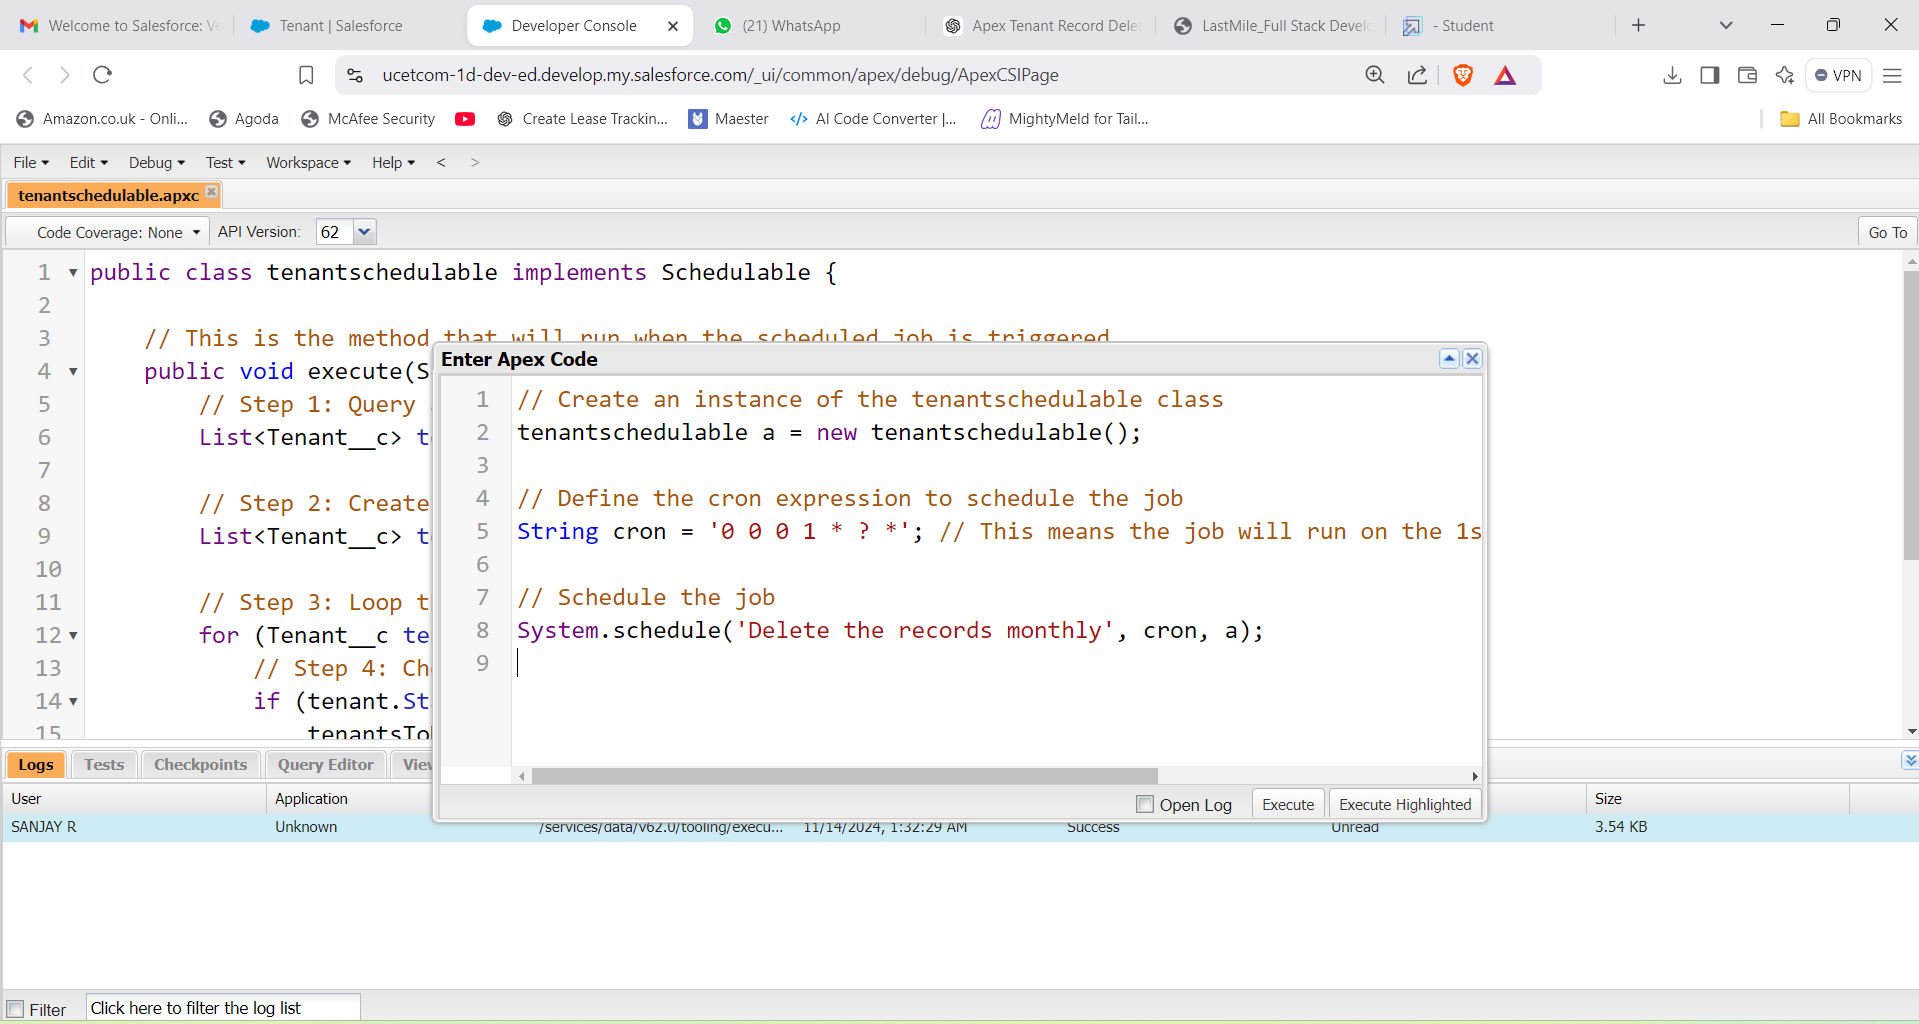 Welcome to Salesforce: Ve
Tenant | Salesforce
Developer Console
(21) WhatsApp
Apex Tenant Record Dele
LastMile_Full Stack Develo
- Student
ucetcom-1d-dev-ed.develop.my.salesforce.com/_ui/common/apex/debug/ApexCSIPage
VPN
Amazon.co.uk - Onli...
Agoda
McAfee Security
Create Lease Trackin...
Maester
AI Code Converter |...
MightyMeld for Tail...
All Bookmarks
File Edit Debug Test Workspace Help < >
tenantschedulable.apxc
Code Coverage: None API Version: 62 Go To
1 public class tenantschedulable implements Schedulable {
2
3 // This is the method that will run when the scheduled job is triggered
4 public void execute(S
5 // Step 1: Query
6 List<Tenant__c> t
7
8 // Step 2: Create
9 List<Tenant__c> t
10
11 // Step 3: Loop t
12 for (Tenant__c te
13 // Step 4: Ch
14 if (tenant.St
15 tenantsTo
Enter Apex Code
1 // Create an instance of the tenantschedulable class
2 tenantschedulable a = new tenantschedulable();
3
4 // Define the cron expression to schedule the job
5 String cron = '0 0 0 1 * ? *'; // This means the job will run on the 1s
6
7 // Schedule the job
8 System.schedule('Delete the records monthly', cron, a);
9
Open Log Execute Execute Highlighted
Logs Tests Checkpoints Query Editor View
User Application Size
SANJAY R Unknown /services/data/v62.0/tooling/execu... 11/14/2024, 1:32:29 AM Success Unread 3.54 KB
Filter Click here to filter the log list